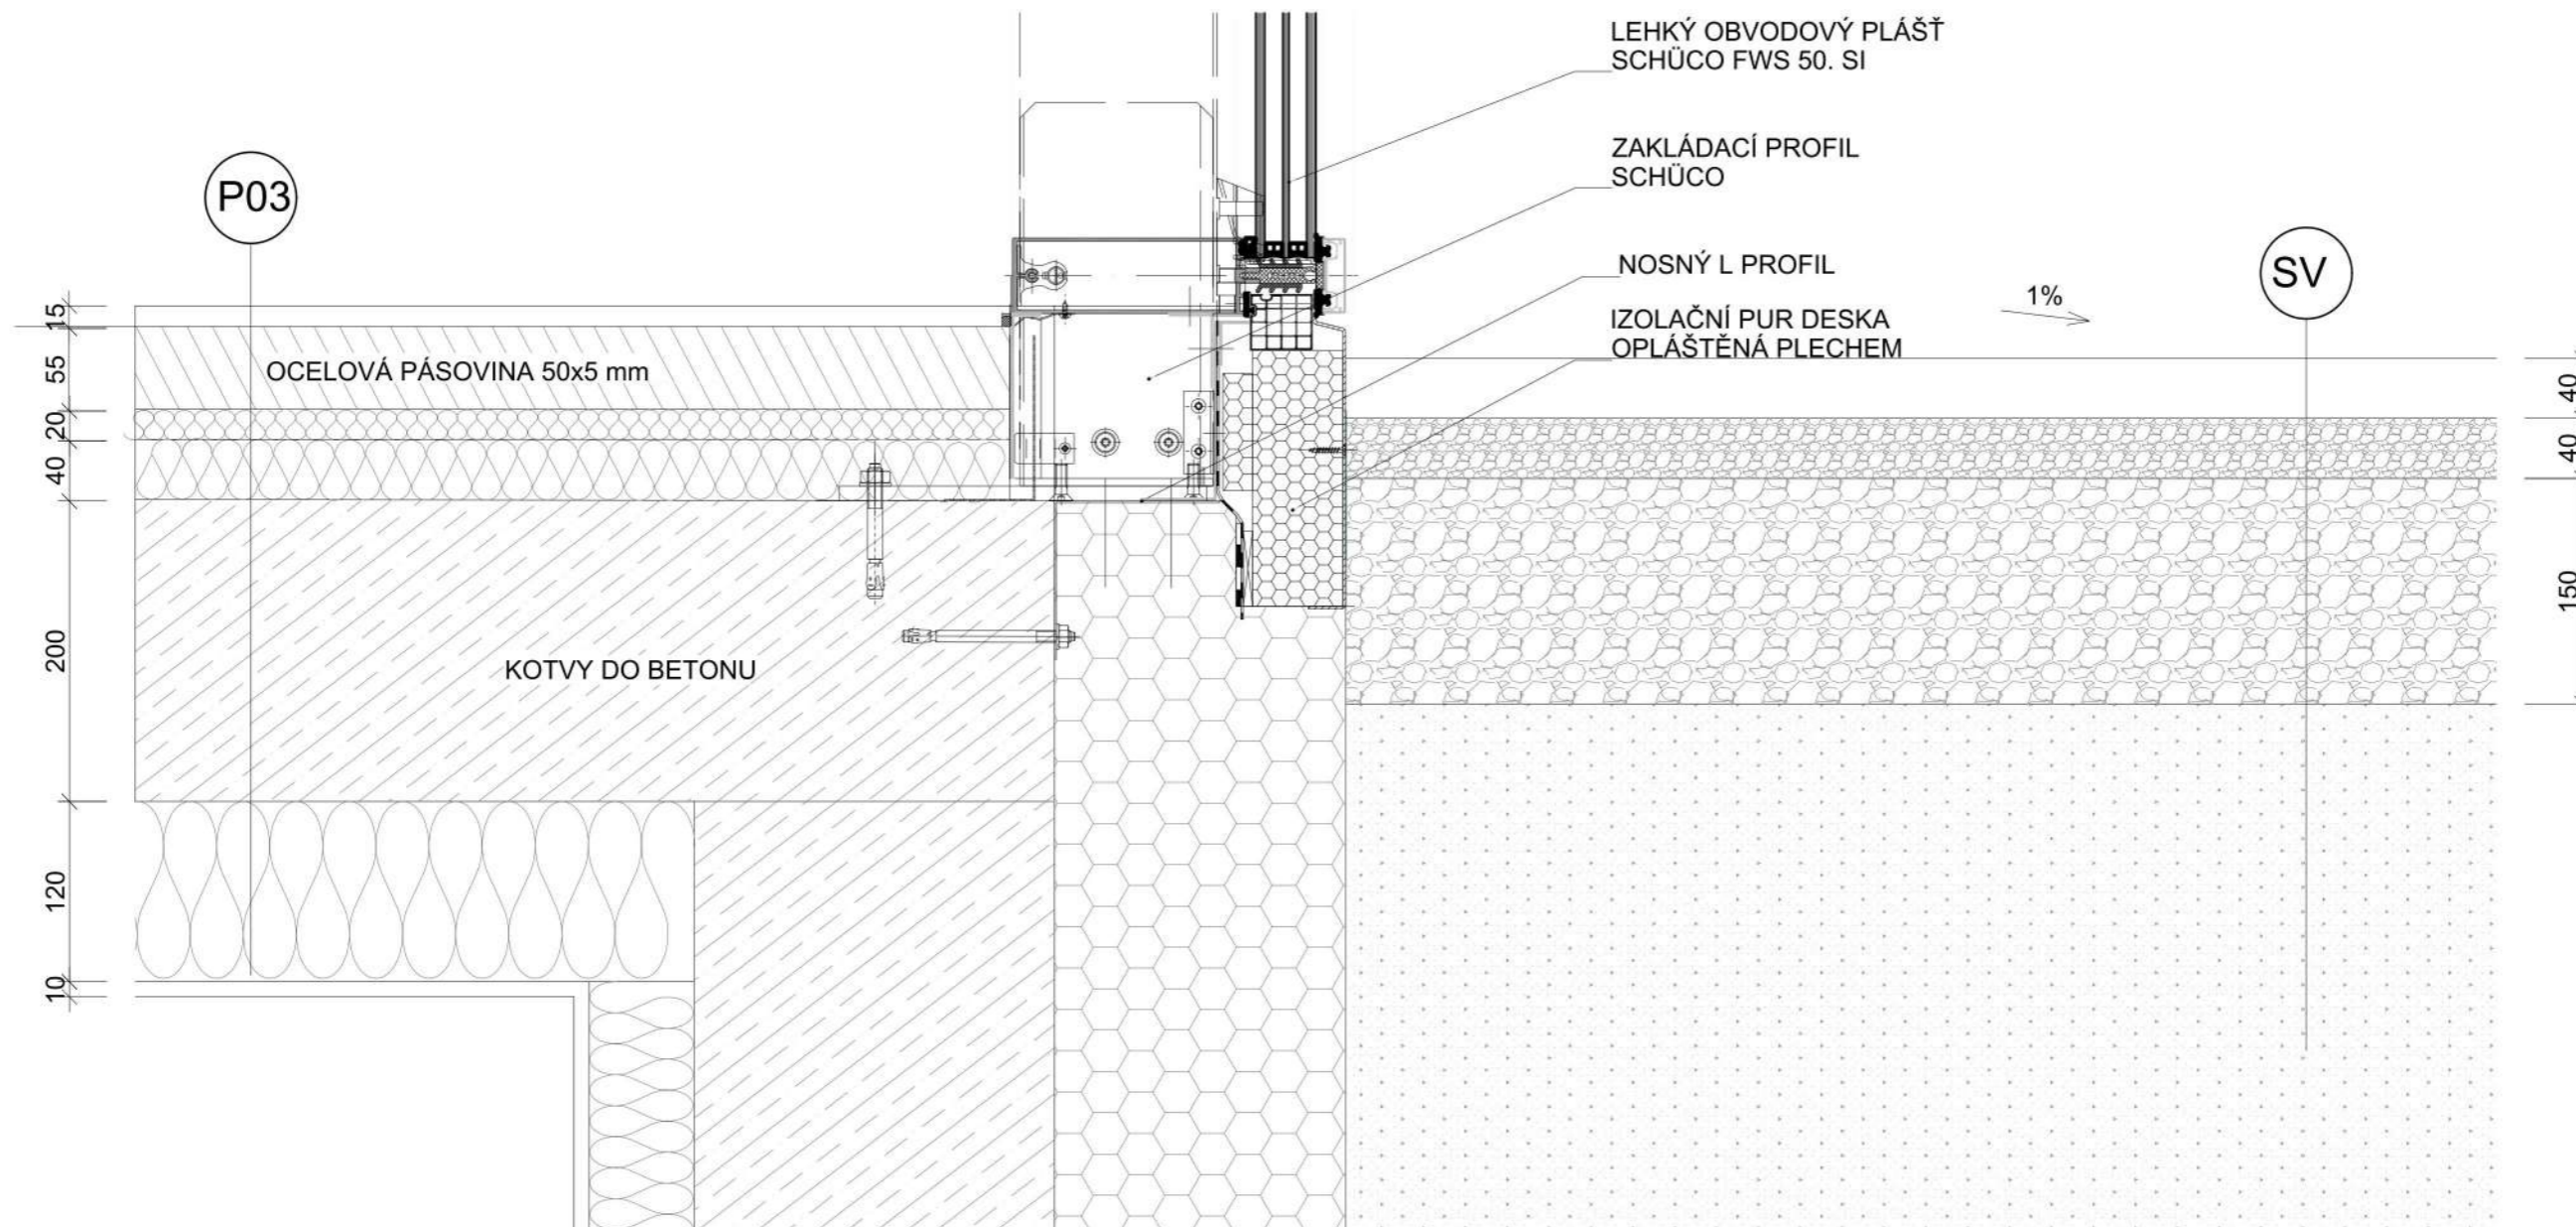 LEHKÝ OBVODOVÝ PLÁŠŤ
SCHÜCO FWS 50. SI
ZAKLÁDACÍ PROFIL
SCHÜCO
P03
NOSNÝ L PROFIL
SV
1%
IZOLAČNÍ PUR DESKA
OPLÁŠTĚNÁ PLECHEM
15
55
OCELOVÁ PÁSOVINA 50x5 mm
40
20
40
40
150
200
KOTVY DO BETONU
120
10